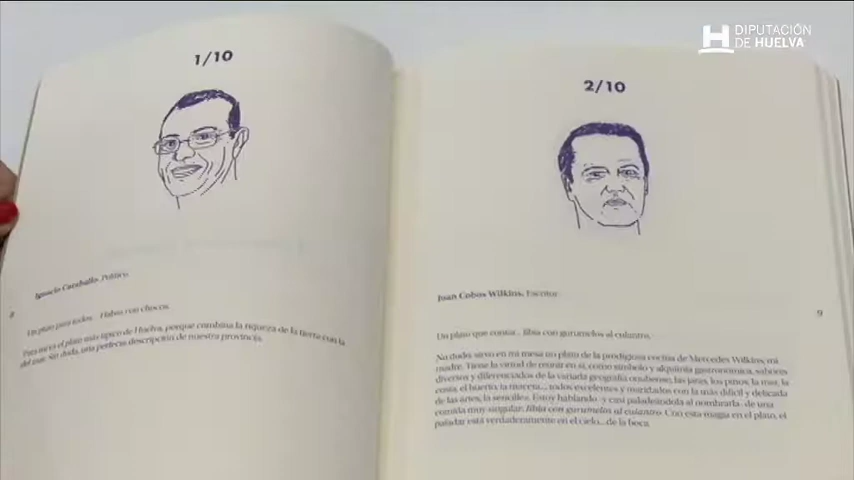 DIPUTACIÓN
DE HUELVA
1/10
Ignacio Caraballo. Político.
8
Un plato para todos... Habas con chocos.
Para mí es el plato más típico de Huelva, porque combina la riqueza de la tierra con la
del mar. Sin duda, una perfecta descripción de nuestra provincia.
2/10
Juan Cobos Wilkins. Escritor.
9
Un plato que contar... Jibia con gurumelos al culantro.
No dudo, sirvo en mi mesa un plato de la prodigiosa cocina de Mercedes Wilkins, mi
madre. Tiene la virtud de reunir en sí, como símbolo y alquimia gastronómica, sabores
diversos y diferenciados de la variada geografía onubense, las jaras, los pinos, la mar, la
costa, el huerto, la maceta... todos excelentes y maridados con la más difícil y delicada
de las artes, la sencillez. Estoy hablando -y casi paladeándola al nombrarla- de una
comida muy singular. Jibia con gurumelos al culantro. Con esta magia en el plato, el
paladar está verdaderamente en el cielo... de la boca.